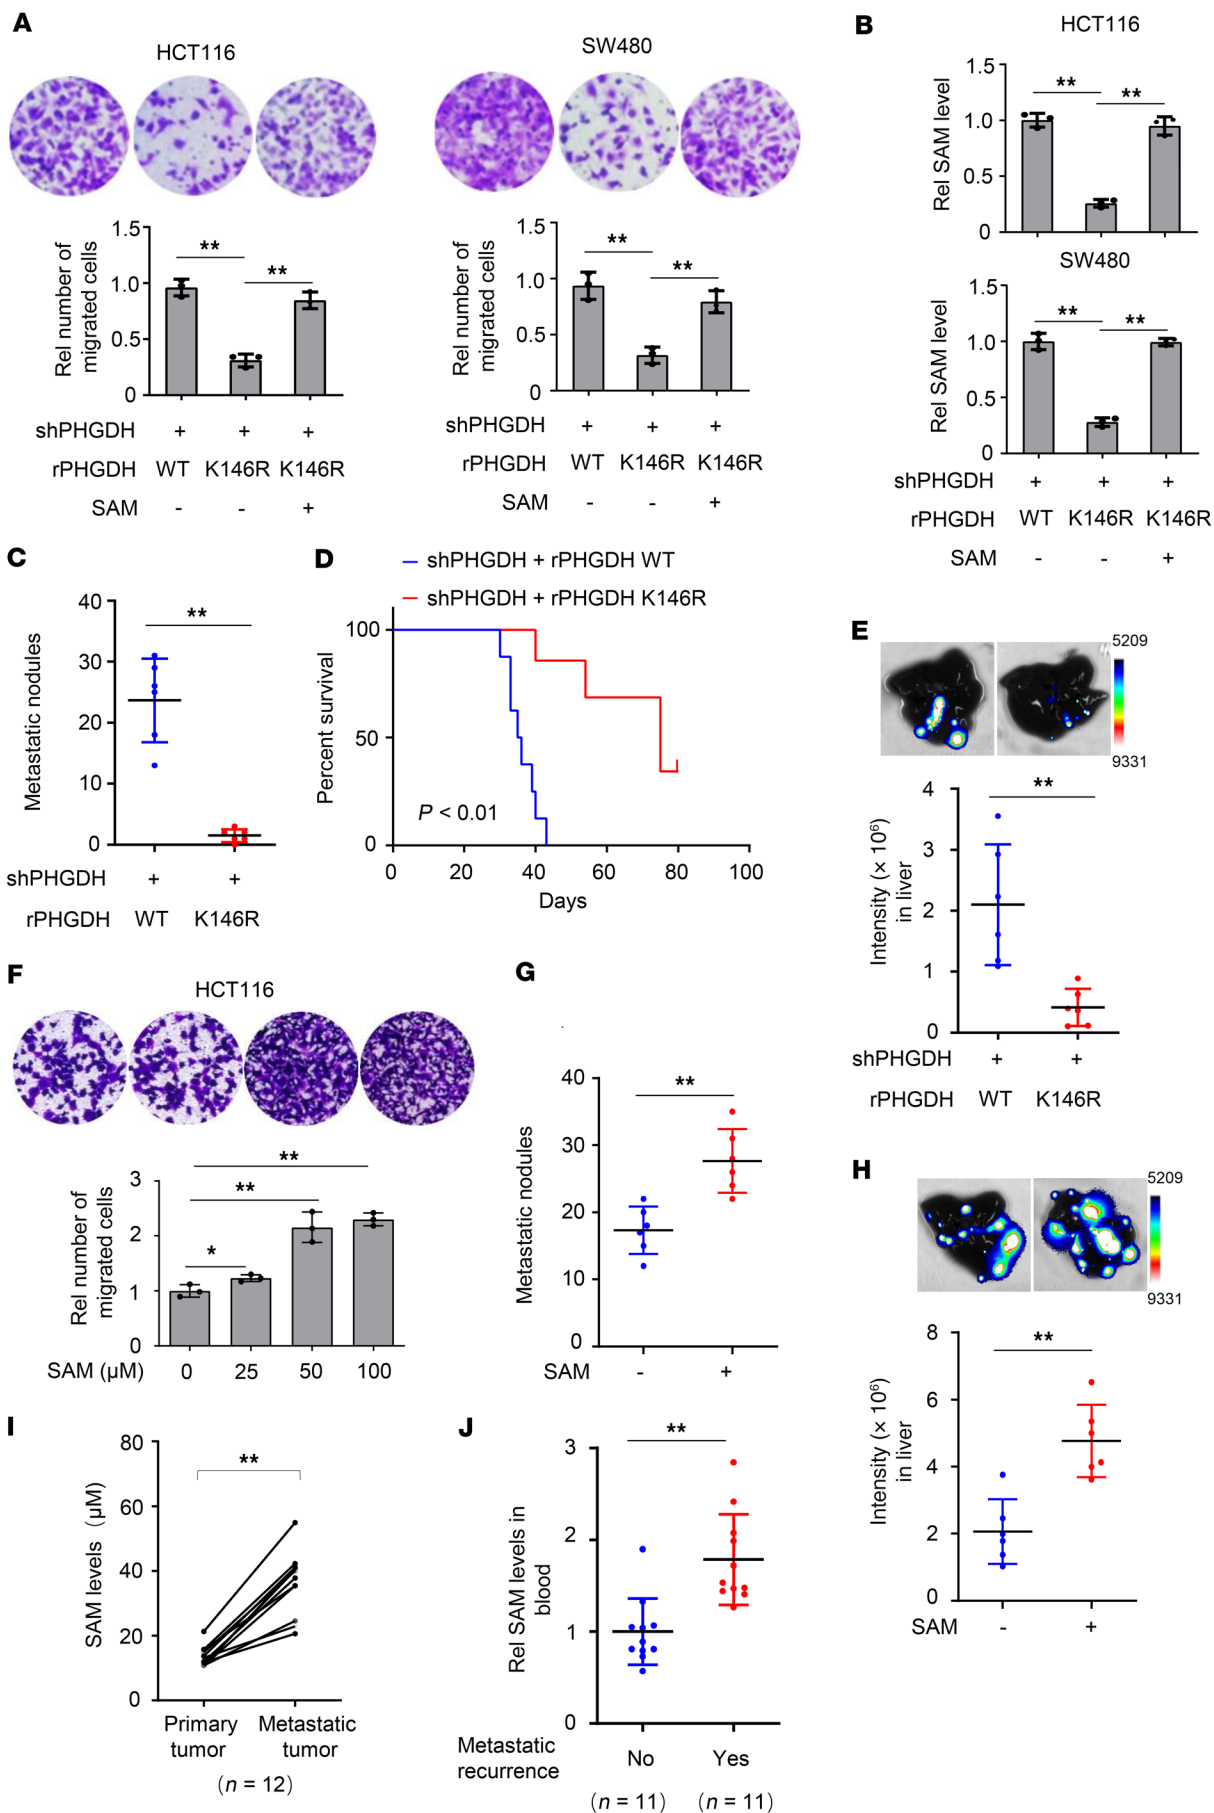 A
HCT116
SW480
Rel number of
migrated cells
1.5
1.0
0.5
0
**
**
shPHGDH + + +
rPHGDH WT K146R K146R
SAM - - +
Rel number of
migrated cells
1.5
1.0
0.5
0
**
**
shPHGDH + + +
rPHGDH WT K146R K146R
SAM - - +
B
HCT116
Rel SAM level
1.5
1.0
0.5
0
**
**
SW480
Rel SAM level
1.5
1.0
0.5
0
**
**
shPHGDH + + +
rPHGDH WT K146R K146R
SAM - - +
C
Metastatic nodules
40
30
20
10
0
**
shPHGDH + +
rPHGDH WT K146R
D
shPHGDH + rPHGDH WT
shPHGDH + rPHGDH K146R
Percent survival
100
50
0
P < 0.01
0 20 40 60 80 100
Days
E
5209
9331
Intensity (× 10⁶)
in liver
4
3
2
1
0
**
shPHGDH + +
rPHGDH WT K146R
F
HCT116
Rel number of
migrated cells
3
2
1
0
**
**
*
SAM (μM) 0 25 50 100
G
Metastatic nodules
40
30
20
10
0
**
SAM - +
H
5209
9331
Intensity (× 10⁶)
in liver
8
6
4
2
0
**
SAM - +
I
SAM levels (μM)
80
60
40
20
0
**
Primary
tumor
Metastatic
tumor
(n = 12)
J
Rel SAM levels in
blood
3
2
1
0
**
Metastatic
recurrence
No Yes
(n = 11) (n = 11)